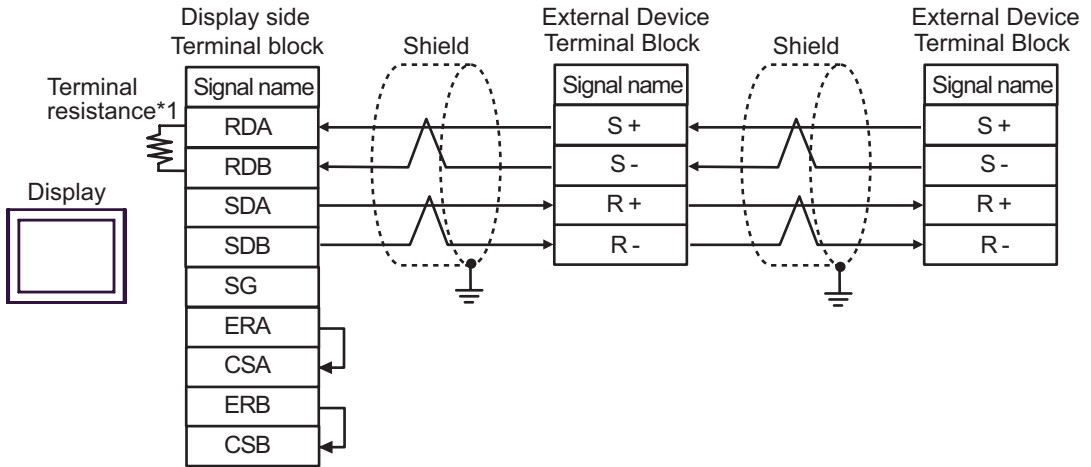 Display side
Terminal block
Shield
External Device
Terminal Block
Shield
External Device
Terminal Block
Terminal
resistance*1
Display
Signal name
RDA
RDB
SDA
SDB
SG
ERA
CSA
ERB
CSB
Signal name
S +
S -
R +
R -
Signal name
S +
S -
R +
R -